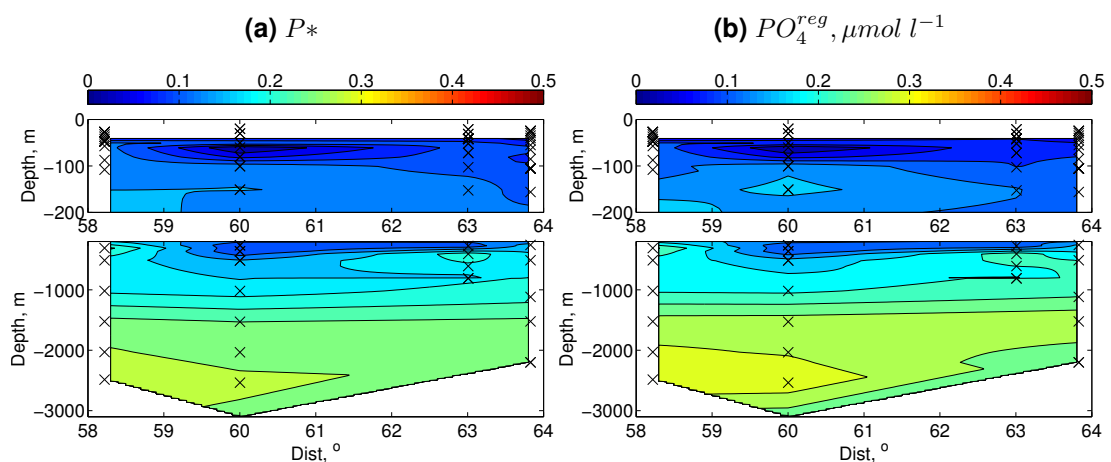 (a) P∗
(b) PO₄ʳᵉᵍ, μmol l⁻¹
0 0.1 0.2 0.3 0.4 0.5
0 0.1 0.2 0.3 0.4 0.5
Depth, m
0
−100
−200
58 59 60 61 62 63 64
Depth, m
0
−100
−200
58 59 60 61 62 63 64
Depth, m
−1000
−2000
−3000
58 59 60 61 62 63 64
Dist, °
Depth, m
−1000
−2000
−3000
58 59 60 61 62 63 64
Dist, °